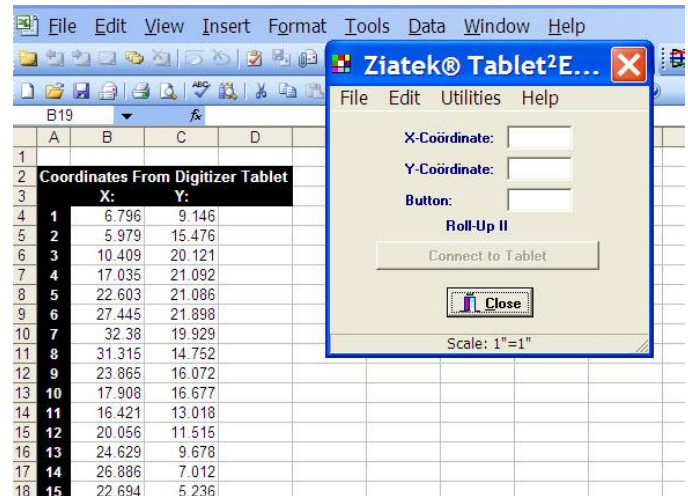 File Edit View Insert Format Tools Data Window Help
B19 fx
A B C D
1
2 Coordinates From Digitizer Tablet
3 X: Y:
4 1 6.796 9.146
5 2 5.979 15.476
6 3 10.409 20.121
7 4 17.035 21.092
8 5 22.603 21.086
9 6 27.445 21.898
10 7 32.38 19.929
11 8 31.315 14.752
12 9 23.865 16.072
13 10 17.908 16.677
14 11 16.421 13.018
15 12 20.056 11.515
16 13 24.629 9.678
17 14 26.886 7.012
18 15 22.694 5.236
Ziatek® Tablet²E...
File Edit Utilities Help
X-Coördinate:
Y-Coördinate:
Button:
Roll-Up II
Connect to Tablet
Close
Scale: 1"=1"